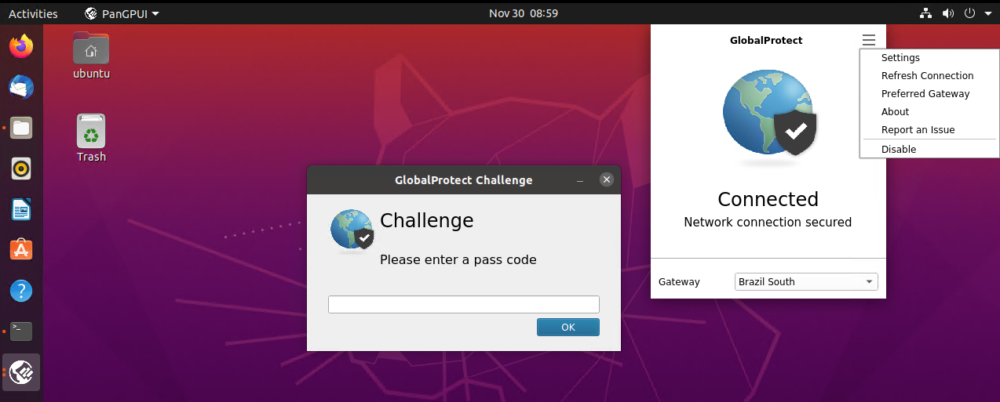 Activities
PanGPUI
Nov 30 08:59
ubuntu
Trash
GlobalProtect Challenge
Challenge
Please enter a pass code
OK
GlobalProtect
Connected
Network connection secured
Gateway
Brazil South
Settings
Refresh Connection
Preferred Gateway
About
Report an Issue
Disable